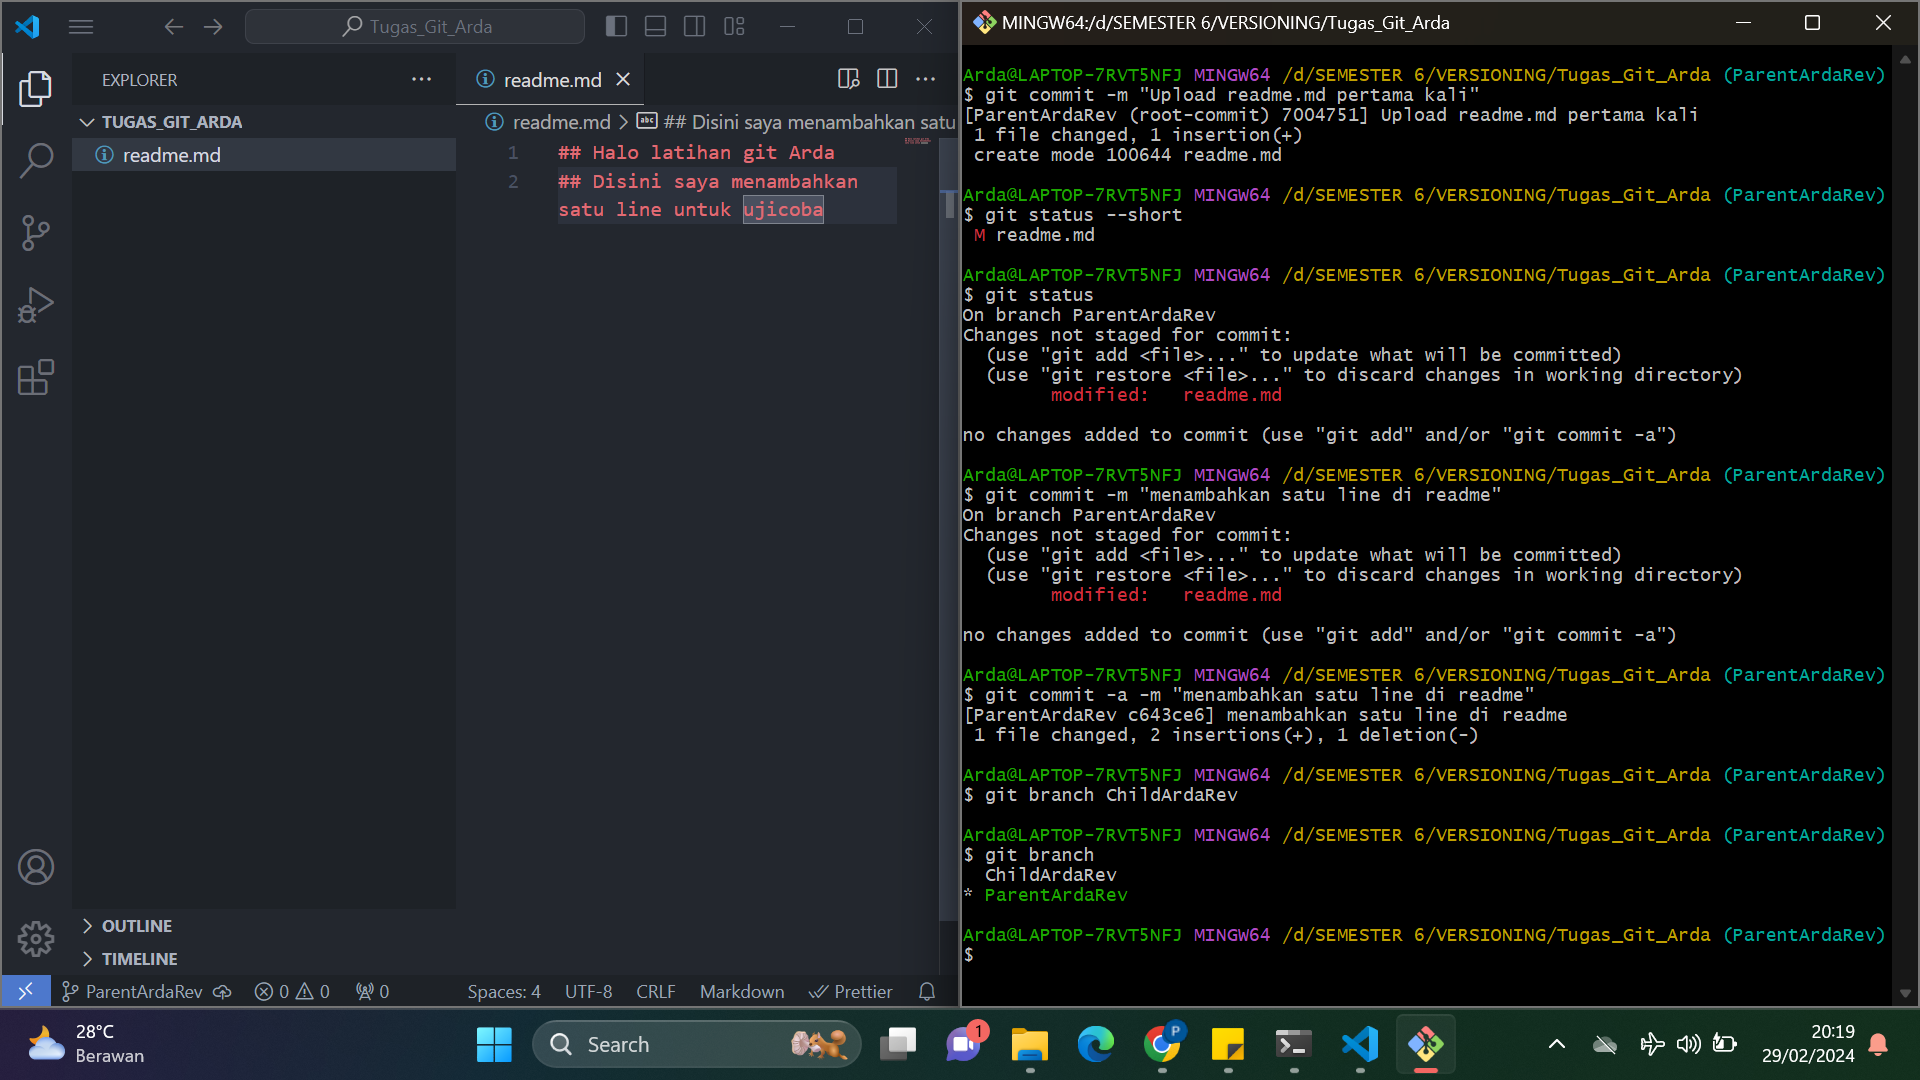 Tugas_Git_Arda
EXPLORER
TUGAS_GIT_ARDA
readme.md
OUTLINE
TIMELINE
readme.md
readme.md > ## Disini saya menambahkan satu
1 ## Halo latihan git Arda
2 ## Disini saya menambahkan
satu line untuk ujicoba
ParentArdaRev
0 0
0
Spaces: 4
UTF-8
CRLF
Markdown
Prettier
MINGW64:/d/SEMESTER 6/VERSIONING/Tugas_Git_Arda
Arda@LAPTOP-7RVT5NFJ MINGW64 /d/SEMESTER 6/VERSIONING/Tugas_Git_Arda (ParentArdaRev)
$ git commit -m "Upload readme.md pertama kali"
[ParentArdaRev (root-commit) 7004751] Upload readme.md pertama kali
1 file changed, 1 insertion(+)
create mode 100644 readme.md
Arda@LAPTOP-7RVT5NFJ MINGW64 /d/SEMESTER 6/VERSIONING/Tugas_Git_Arda (ParentArdaRev)
$ git status --short
M readme.md
Arda@LAPTOP-7RVT5NFJ MINGW64 /d/SEMESTER 6/VERSIONING/Tugas_Git_Arda (ParentArdaRev)
$ git status
On branch ParentArdaRev
Changes not staged for commit:
(use "git add <file>..." to update what will be committed)
(use "git restore <file>..." to discard changes in working directory)
modified: readme.md
no changes added to commit (use "git add" and/or "git commit -a")
Arda@LAPTOP-7RVT5NFJ MINGW64 /d/SEMESTER 6/VERSIONING/Tugas_Git_Arda (ParentArdaRev)
$ git commit -m "menambahkan satu line di readme"
On branch ParentArdaRev
Changes not staged for commit:
(use "git add <file>..." to update what will be committed)
(use "git restore <file>..." to discard changes in working directory)
modified: readme.md
no changes added to commit (use "git add" and/or "git commit -a")
Arda@LAPTOP-7RVT5NFJ MINGW64 /d/SEMESTER 6/VERSIONING/Tugas_Git_Arda (ParentArdaRev)
$ git commit -a -m "menambahkan satu line di readme"
[ParentArdaRev c643ce6] menambahkan satu line di readme
1 file changed, 2 insertions(+), 1 deletion(-)
Arda@LAPTOP-7RVT5NFJ MINGW64 /d/SEMESTER 6/VERSIONING/Tugas_Git_Arda (ParentArdaRev)
$ git branch ChildArdaRev
Arda@LAPTOP-7RVT5NFJ MINGW64 /d/SEMESTER 6/VERSIONING/Tugas_Git_Arda (ParentArdaRev)
$ git branch
ChildArdaRev
* ParentArdaRev
Arda@LAPTOP-7RVT5NFJ MINGW64 /d/SEMESTER 6/VERSIONING/Tugas_Git_Arda (ParentArdaRev)
$
28°C
Berawan
Search
1
P
20:19
29/02/2024